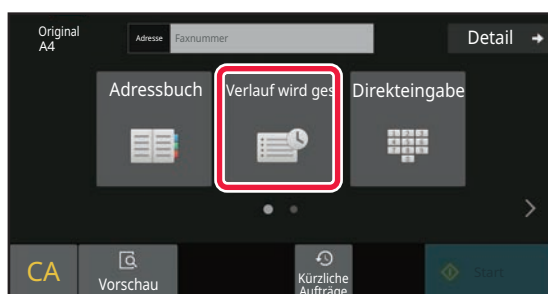 Original
A4
Adresse
Faxnummer
Detail
Adressbuch
Verlauf wird ges
Direkteingabe
CA
Vorschau
Kürzliche
Aufträge
Start